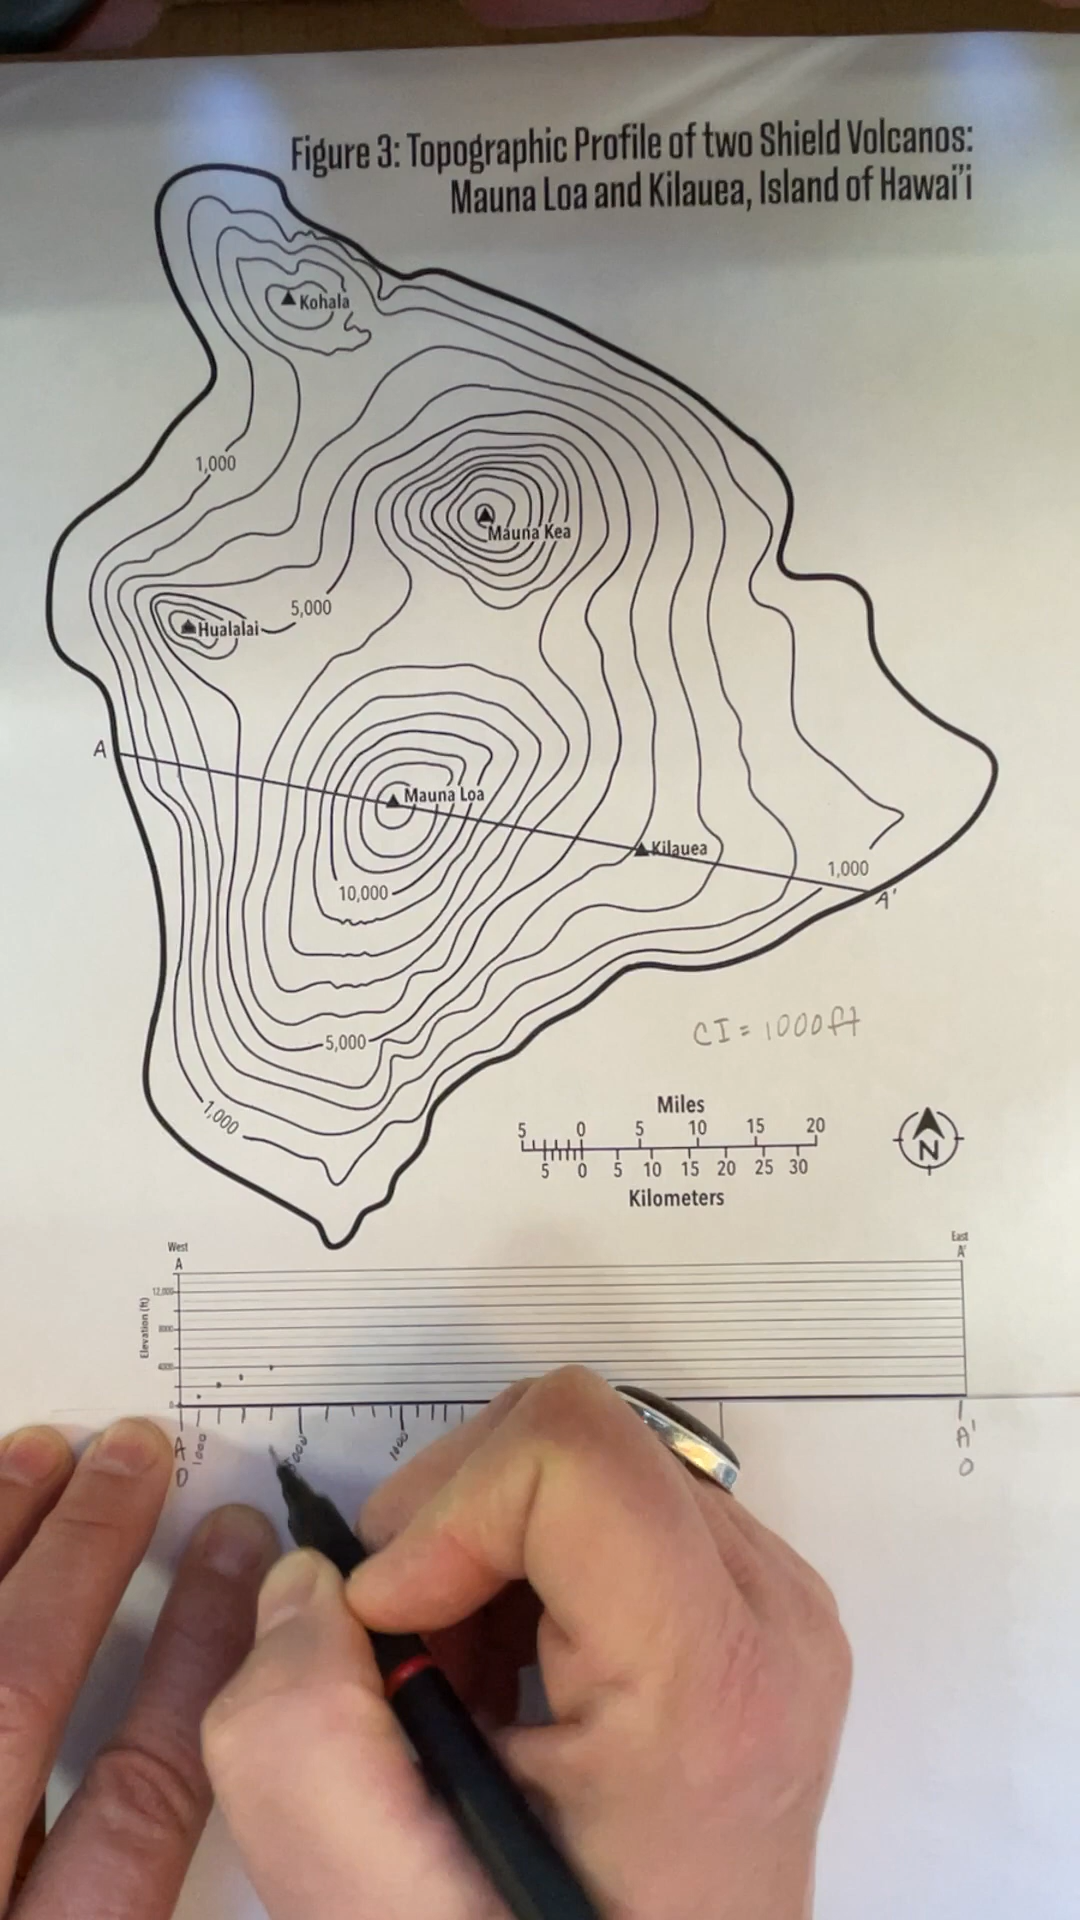 Figure 3: Topographic Profile of two Shield Volcanos:
Mauna Loa and Kilauea, Island of Hawai'i
Kohala
1,000
Mauna Kea
5,000
Hualalai
A
Mauna Loa
Kilauea
1,000
10,000
A'
CI = 1000ft
5,000
1,000
Miles
5 0 5 10 15 20
5 0 5 10 15 20 25 30
Kilometers
N
West
A
East
A'
Elevation (ft)
12,000
8000
4000
0
A
0
1000
A'
0